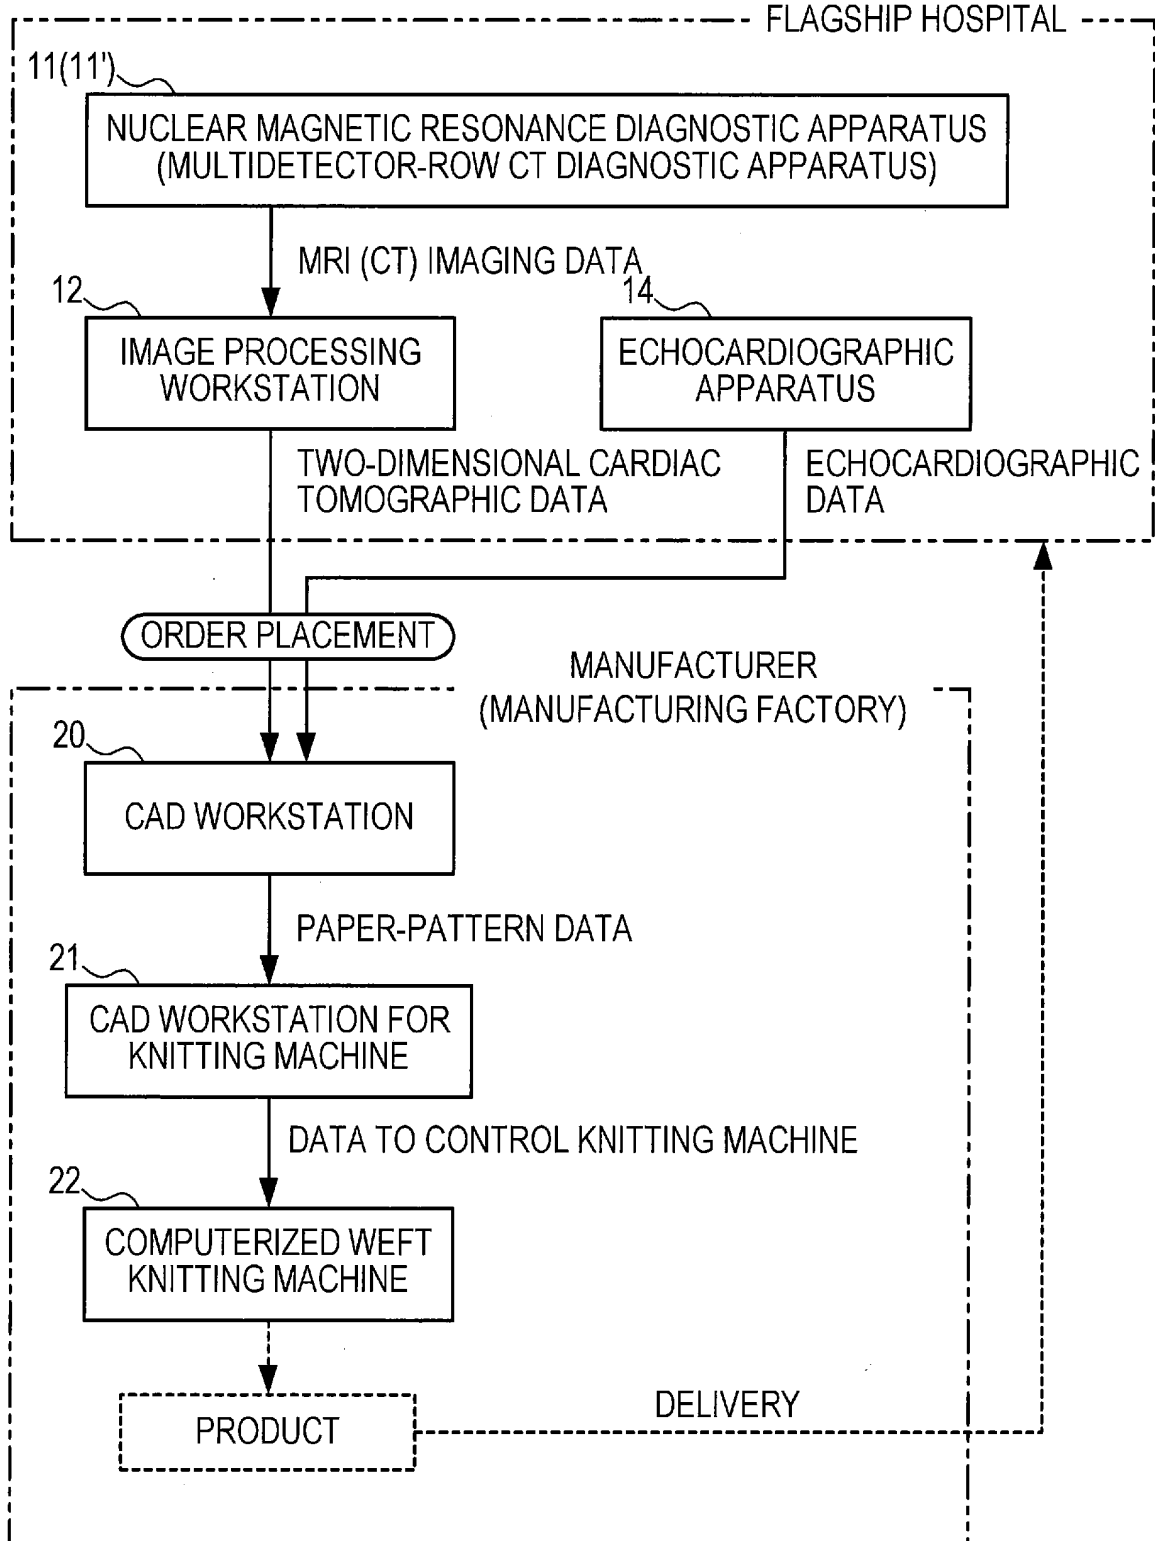 FLAGSHIP HOSPITAL
11(11')
NUCLEAR MAGNETIC RESONANCE DIAGNOSTIC APPARATUS
(MULTIDETECTOR-ROW CT DIAGNOSTIC APPARATUS)
MRI (CT) IMAGING DATA
12
14
IMAGE PROCESSING
WORKSTATION
ECHOCARDIOGRAPHIC
APPARATUS
TWO-DIMENSIONAL CARDIAC
TOMOGRAPHIC DATA
ECHOCARDIOGRAPHIC
DATA
ORDER PLACEMENT
MANUFACTURER
(MANUFACTURING FACTORY)
20
CAD WORKSTATION
PAPER-PATTERN DATA
21
CAD WORKSTATION FOR
KNITTING MACHINE
DATA TO CONTROL KNITTING MACHINE
22
COMPUTERIZED WEFT
KNITTING MACHINE
DELIVERY
PRODUCT